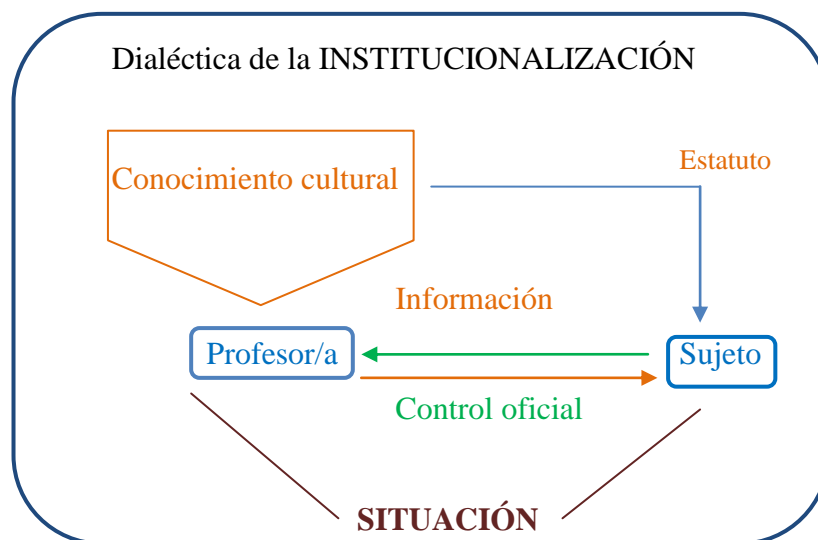 Dialéctica de la INSTITUCIONALIZACIÓN
Estatuto
Conocimiento cultural
Información
Profesor/a
Sujeto
Control oficial
SITUACIÓN